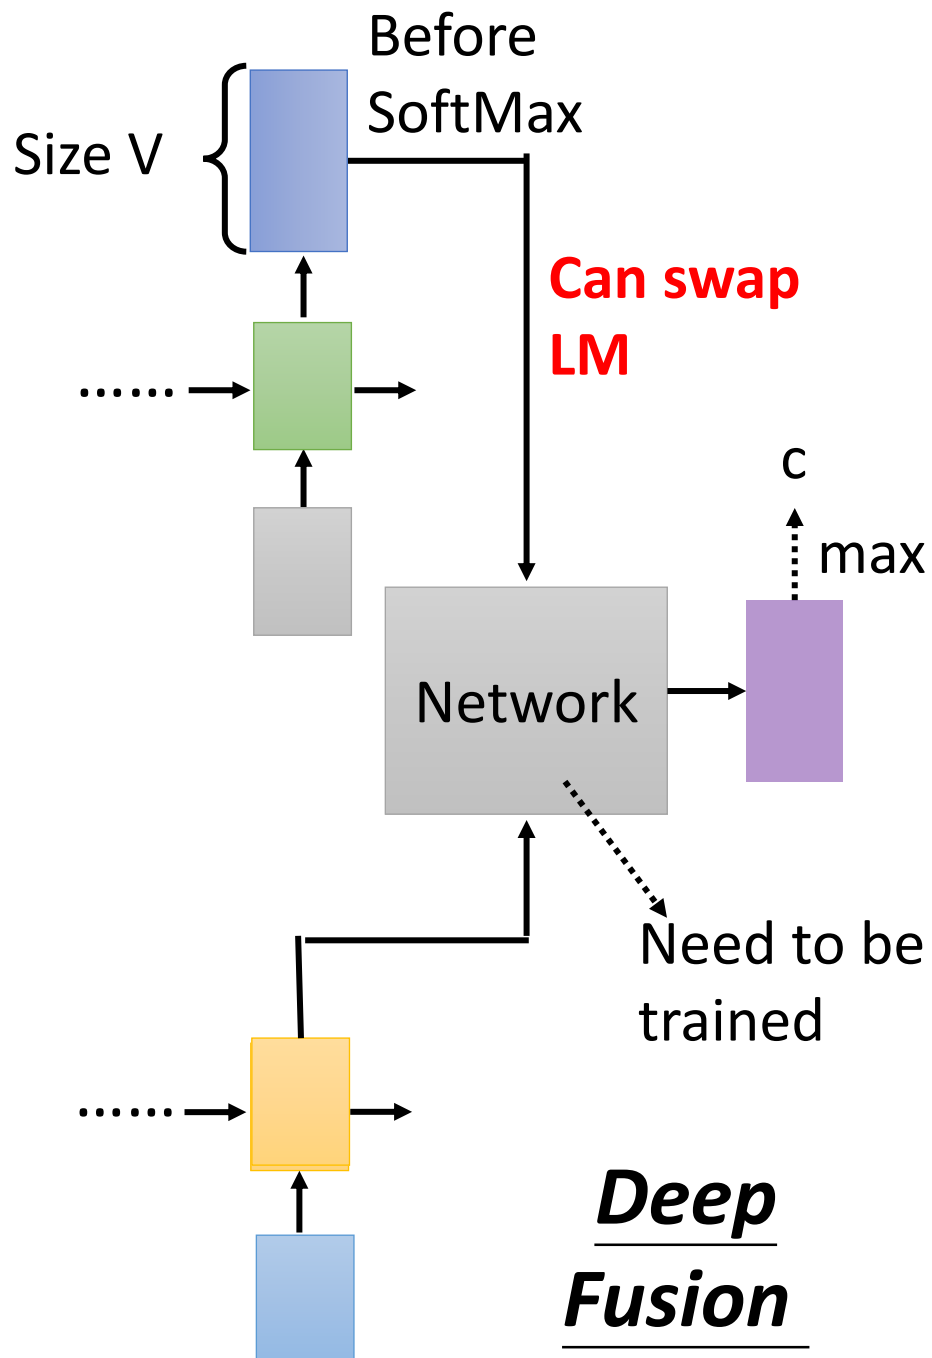 Before
SoftMax
Size V
Can swap
LM
c
max
Network
Need to be
trained
Deep
Fusion